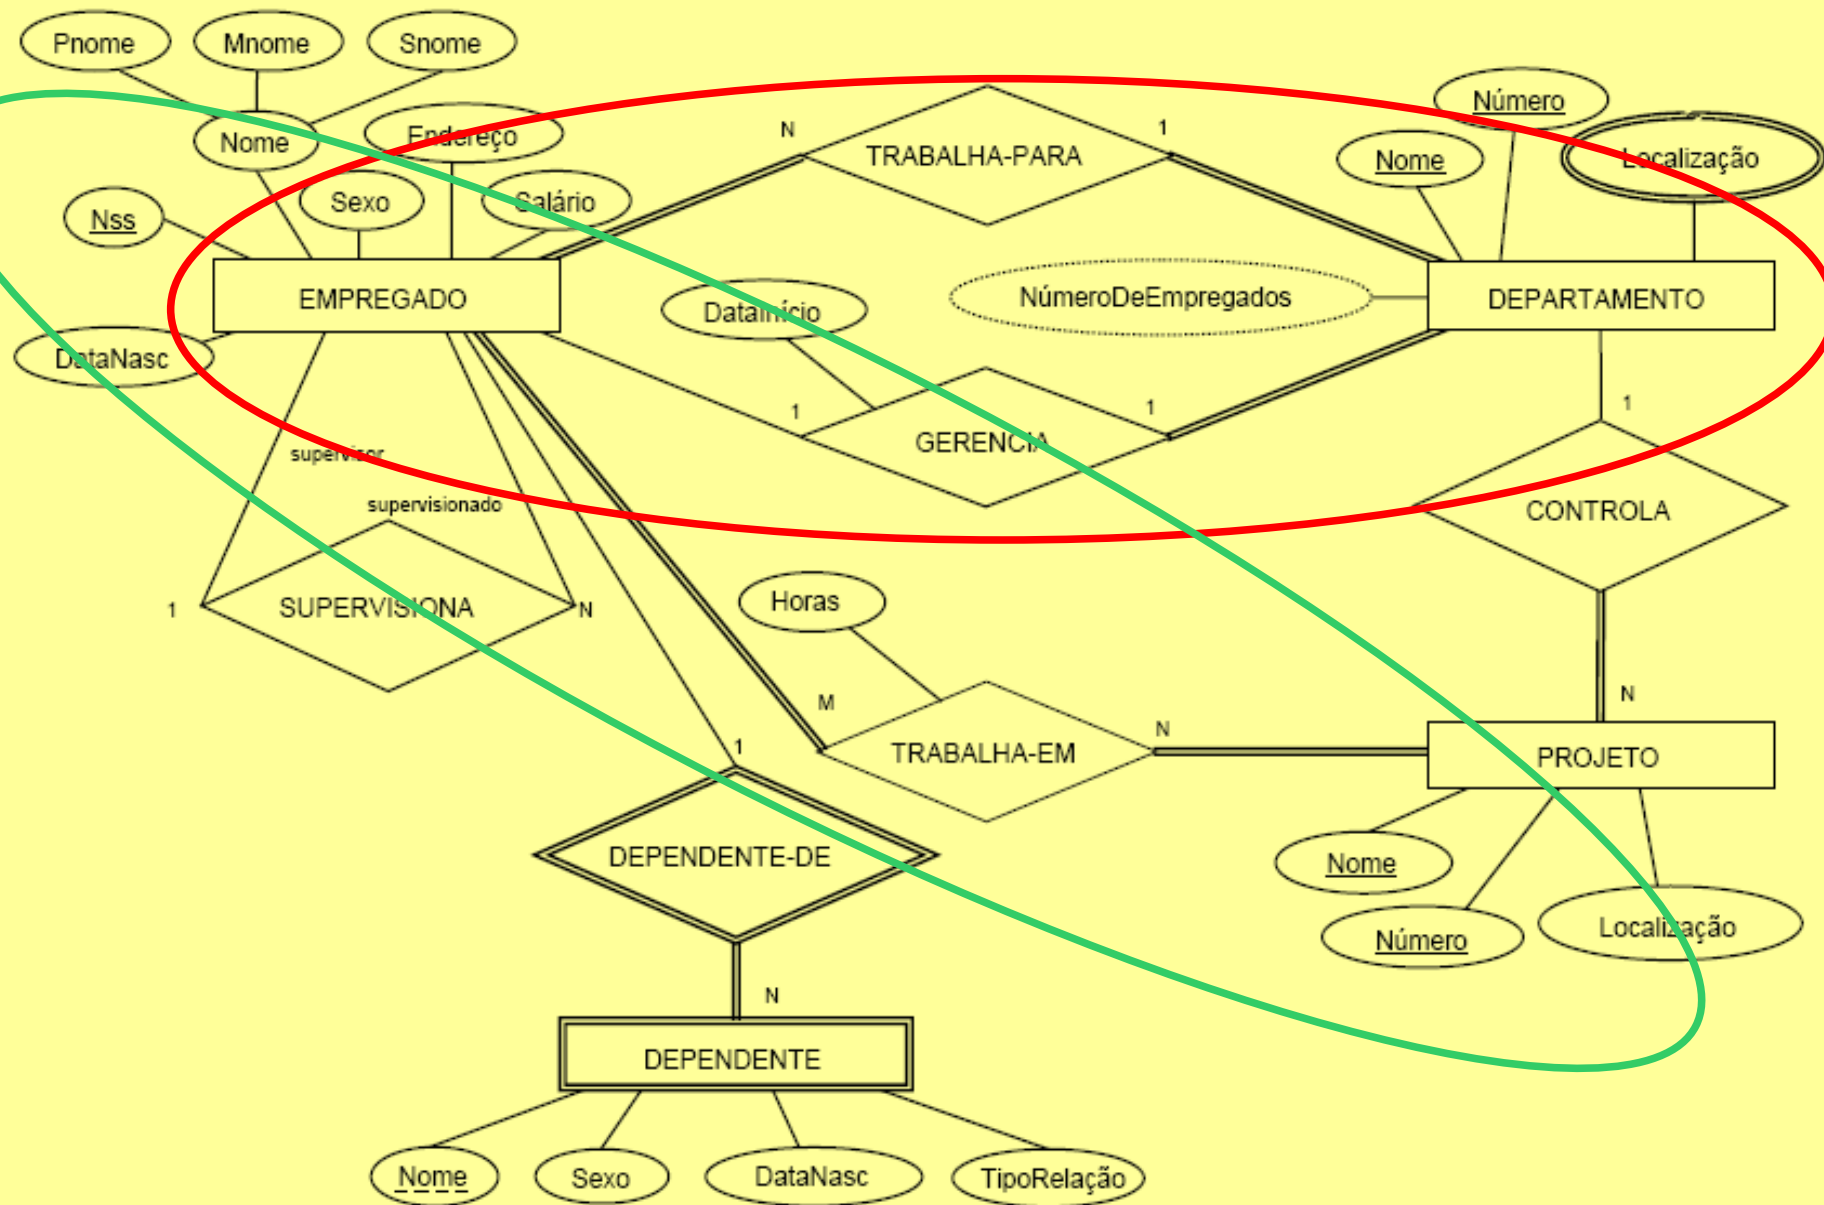 Pnome
Mnome
Snome
Nome
Endereço
Sexo
Salário
Nss
EMPREGADO
DataNasc
N
TRABALHA-PARA
1
Número
Nome
Localização
NúmeroDeEmpregados
DEPARTAMENTO
DataInício
1
GERENCIA
1
1
CONTROLA
N
supervisor
supervisionado
1
SUPERVISIONA
N
Horas
M
TRABALHA-EM
N
PROJETO
Nome
Número
Localização
1
DEPENDENTE-DE
N
DEPENDENTE
Nome
Sexo
DataNasc
TipoRelação